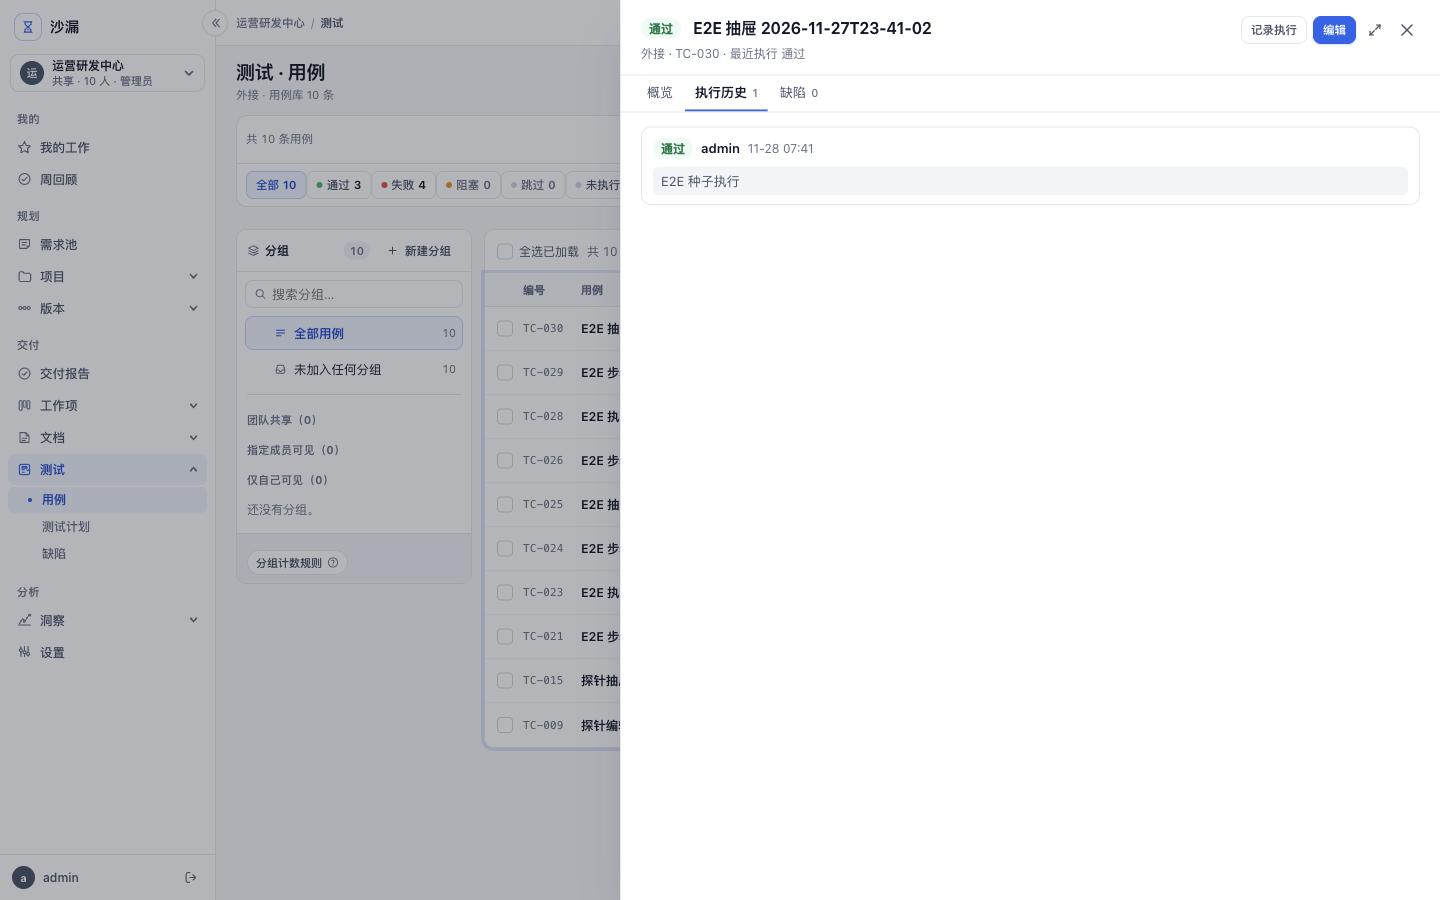 沙漏
运
运营研发中心
共享 · 10 人 · 管理员
我的
我的工作
周回顾
规划
需求池
项目
版本
交付
交付报告
工作项
文档
测试
用例
测试计划
缺陷
分析
洞察
设置
a admin
运营研发中心 / 测试
测试 · 用例
外接 · 用例库 10 条
共 10 条用例
全部 10 通过 3 失败 4 阻塞 0 跳过 0 未执行
分组 10 新建分组
搜索分组...
全部用例 10
未加入任何分组 10
团队共享 (0)
指定成员可见 (0)
仅自己可见 (0)
还没有分组。
分组计数规则
全选已加载 共 10
编号 用例
TC-030 E2E 抽
TC-029 E2E 步
TC-028 E2E 执
TC-026 E2E 步
TC-025 E2E 抽
TC-024 E2E 步
TC-023 E2E 执
TC-021 E2E 步
TC-015 探针抽
TC-009 探针编
通过 E2E 抽屉 2026-11-27T23-41-02
外接 · TC-030 · 最近执行 通过
记录执行 编辑
概览 执行历史 1 缺陷 0
通过 admin 11-28 07:41
E2E 种子执行